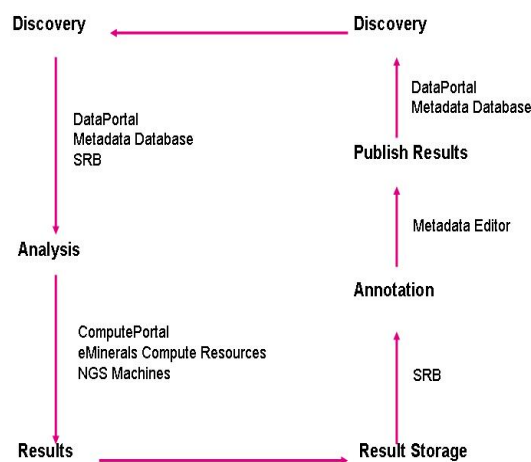 Discovery
Discovery
DataPortal
Metadata Database
SRB
DataPortal
Metadata Database
Publish Results
Metadata Editor
Analysis
Annotation
ComputePortal
eMinerals Compute Resources
NGS Machines
SRB
Results
Result Storage